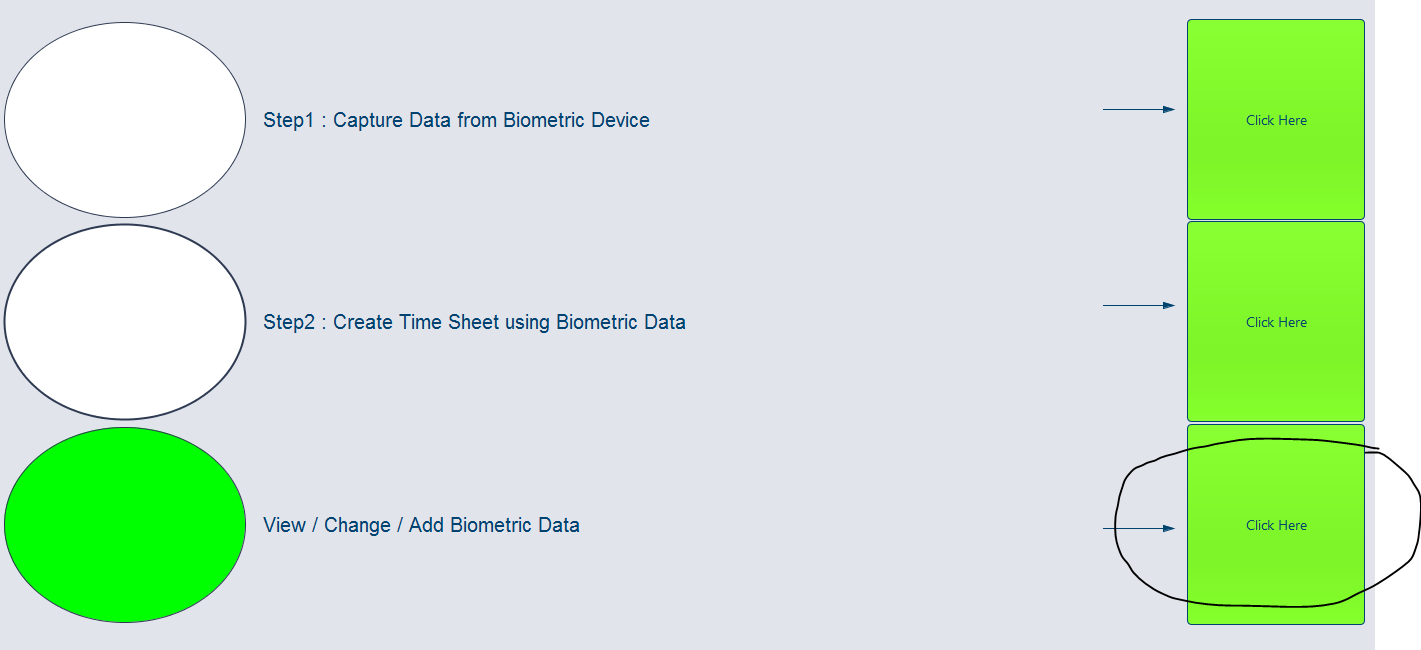 Step1 : Capture Data from Biometric Device
Click Here
Step2 : Create Time Sheet using Biometric Data
Click Here
View / Change / Add Biometric Data
Click Here